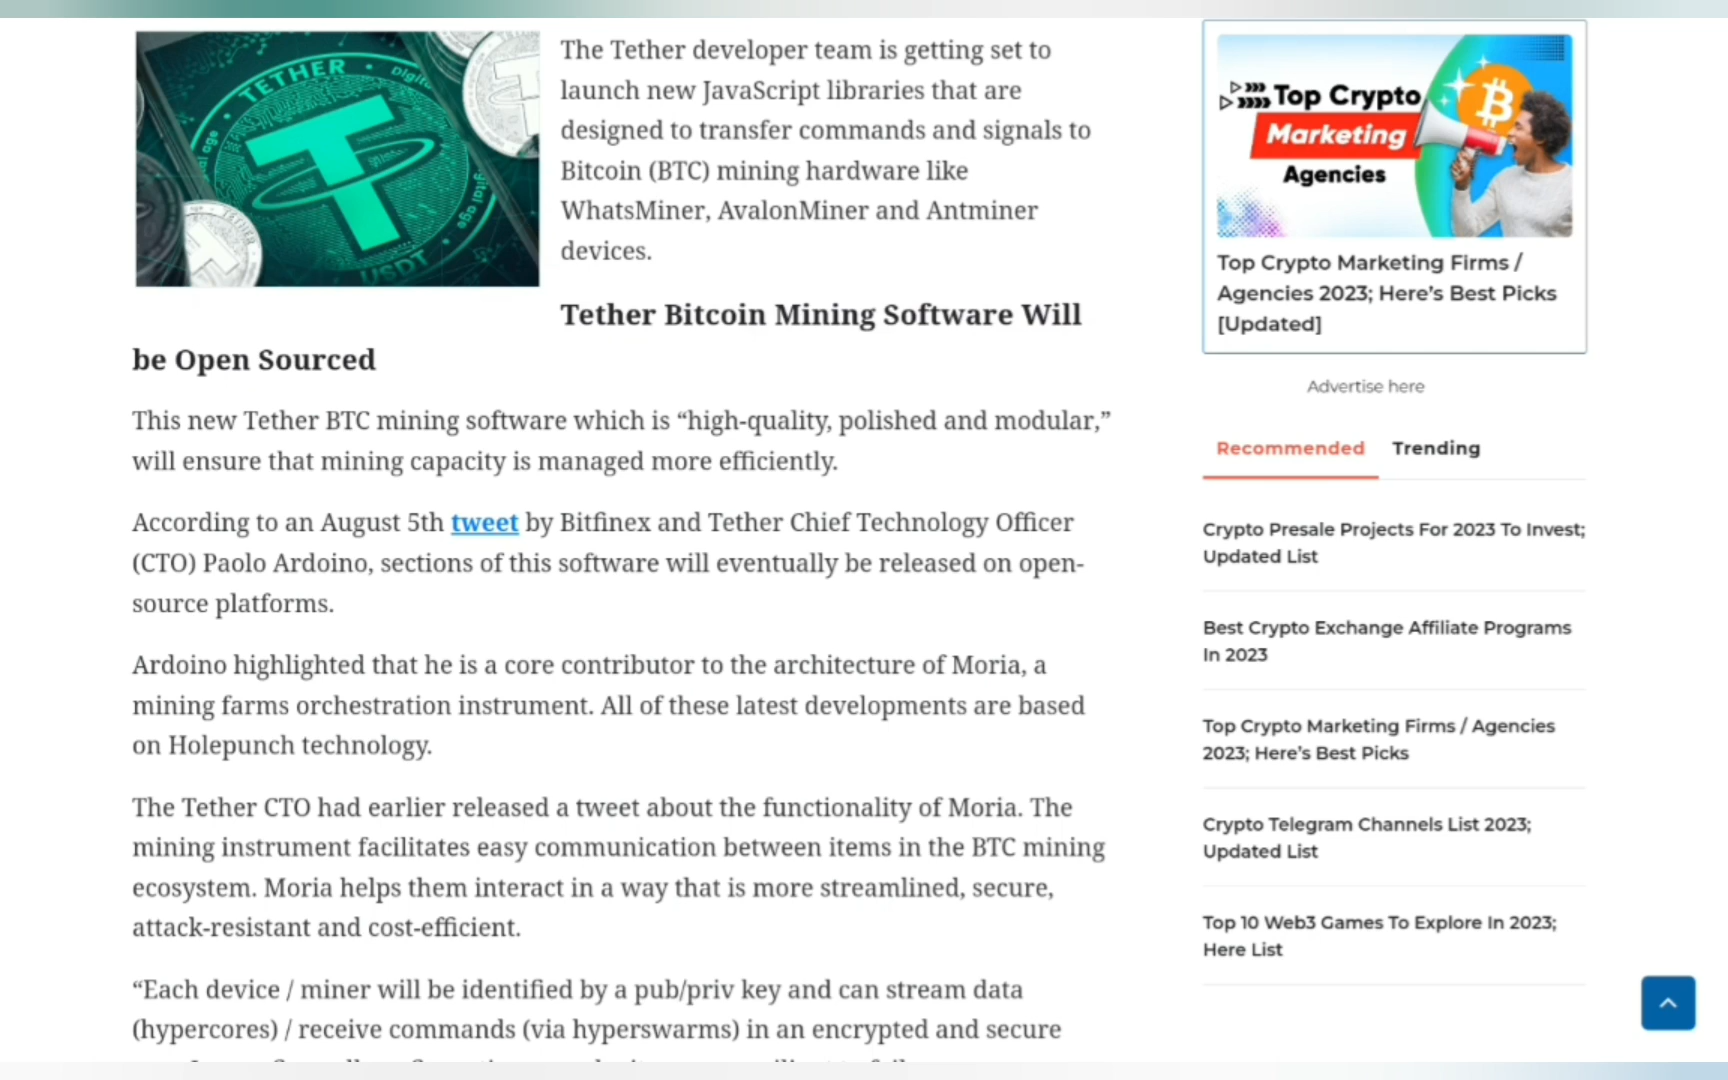 TETHER
Digit
USDT
The Tether developer team is getting set to
launch new JavaScript libraries that are
designed to transfer commands and signals to
Bitcoin (BTC) mining hardware like
WhatsMiner, AvalonMiner and Antminer
devices.
Tether Bitcoin Mining Software Will
be Open Sourced
This new Tether BTC mining software which is “high-quality, polished and modular,”
will ensure that mining capacity is managed more efficiently.
According to an August 5th tweet by Bitfinex and Tether Chief Technology Officer
(CTO) Paolo Ardoino, sections of this software will eventually be released on open-
source platforms.
Ardoino highlighted that he is a core contributor to the architecture of Moria, a
mining farms orchestration instrument. All of these latest developments are based
on Holepunch technology.
The Tether CTO had earlier released a tweet about the functionality of Moria. The
mining instrument facilitates easy communication between items in the BTC mining
ecosystem. Moria helps them interact in a way that is more streamlined, secure,
attack-resistant and cost-efficient.
“Each device / miner will be identified by a pub/priv key and can stream data
(hypercores) / receive commands (via hyperswarms) in an encrypted and secure
Top Crypto
Marketing
Agencies
Top Crypto Marketing Firms /
Agencies 2023; Here’s Best Picks
[Updated]
Advertise here
Recommended Trending
Crypto Presale Projects For 2023 To Invest;
Updated List
Best Crypto Exchange Affiliate Programs
In 2023
Top Crypto Marketing Firms / Agencies
2023; Here’s Best Picks
Crypto Telegram Channels List 2023;
Updated List
Top 10 Web3 Games To Explore In 2023;
Here List